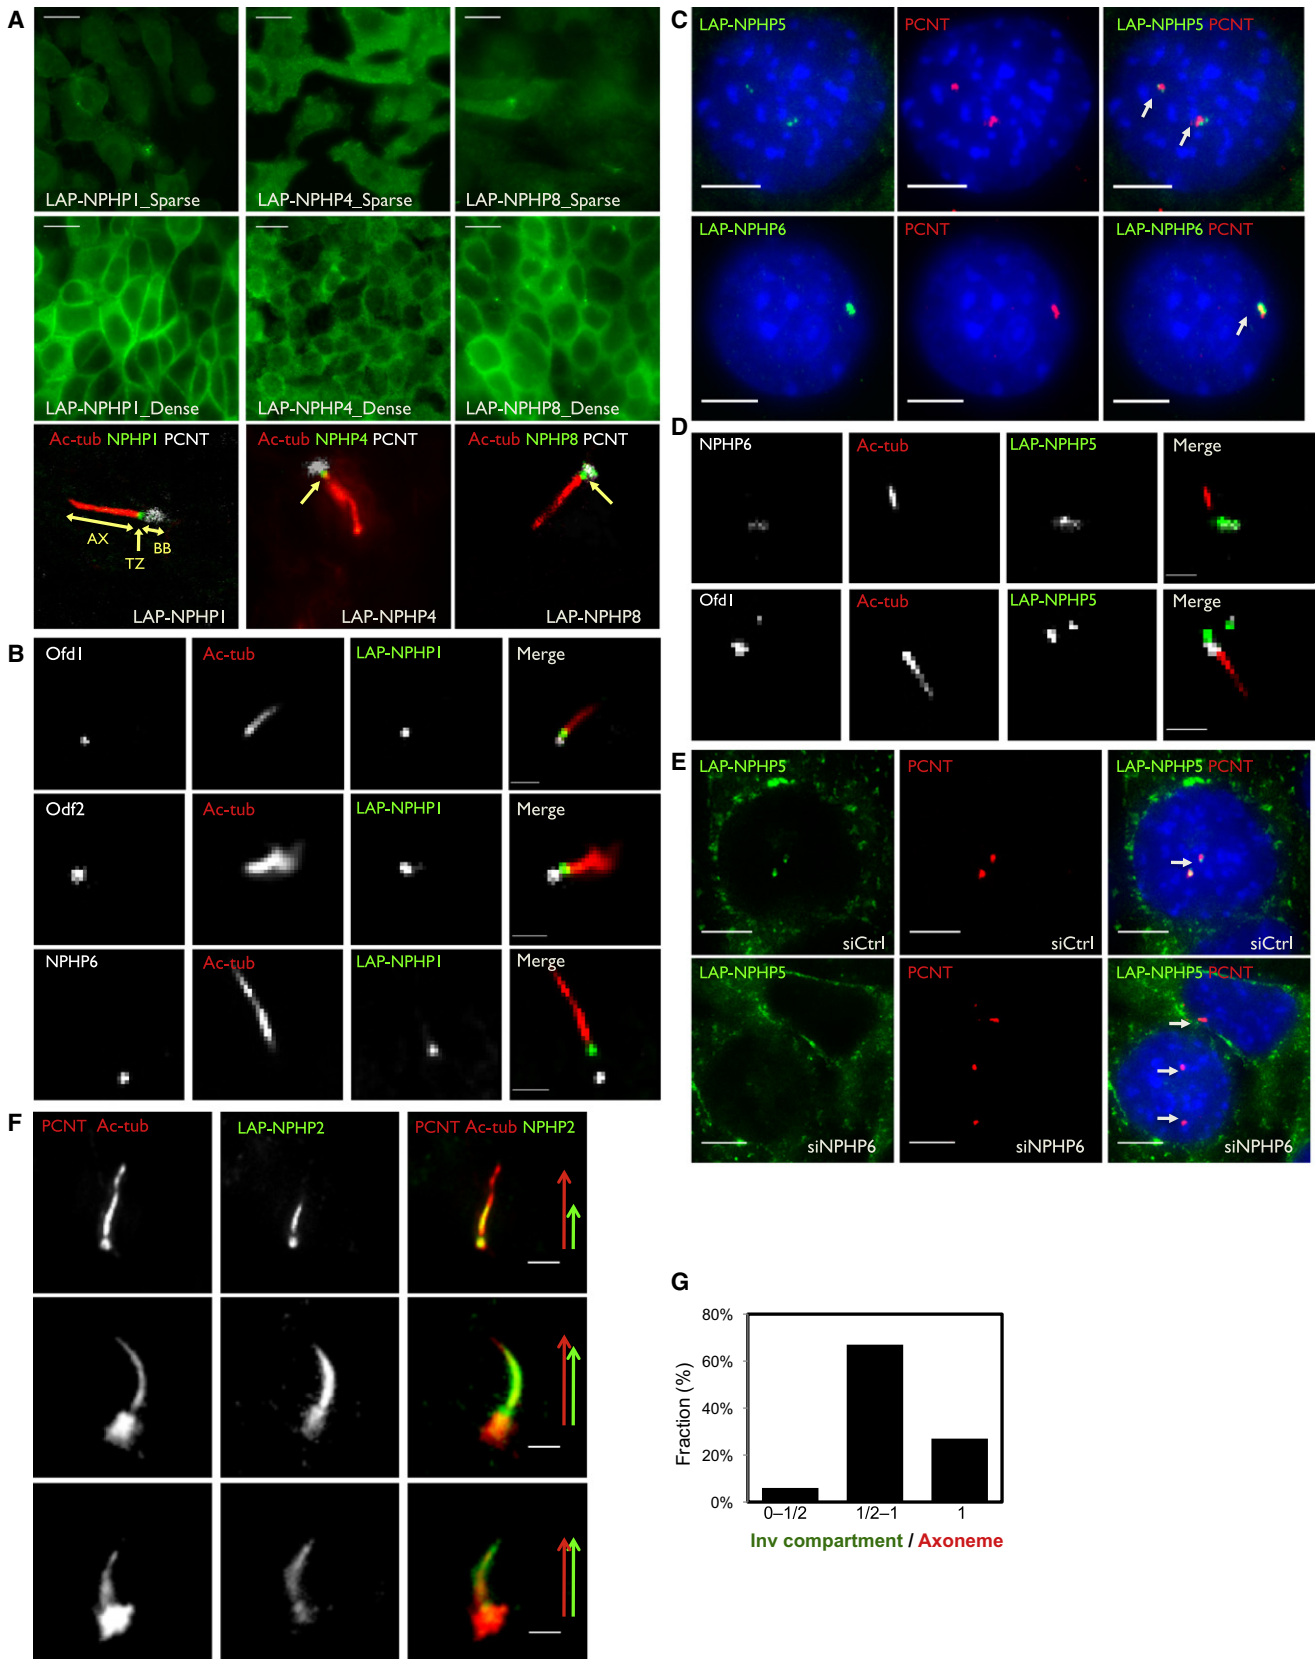 A
LAP-NPHP1_Sparse
LAP-NPHP4_Sparse
LAP-NPHP8_Sparse
LAP-NPHP1_Dense
LAP-NPHP4_Dense
LAP-NPHP8_Dense
Ac-tub NPHP1 PCNT
AX
TZ
BB
LAP-NPHP1
Ac-tub NPHP4 PCNT
LAP-NPHP4
Ac-tub NPHP8 PCNT
LAP-NPHP8
B
Ofd1
Ac-tub
LAP-NPHP1
Merge
Odf2
Ac-tub
LAP-NPHP1
Merge
NPHP6
Ac-tub
LAP-NPHP1
Merge
C
LAP-NPHP5
PCNT
LAP-NPHP5 PCNT
LAP-NPHP6
PCNT
LAP-NPHP6 PCNT
D
NPHP6
Ac-tub
LAP-NPHP5
Merge
Ofd1
Ac-tub
LAP-NPHP5
Merge
E
LAP-NPHP5
PCNT
LAP-NPHP5 PCNT
siCtrl
siCtrl
siCtrl
LAP-NPHP5
PCNT
LAP-NPHP5 PCNT
siNPHP6
siNPHP6
siNPHP6
F
PCNT Ac-tub
LAP-NPHP2
PCNT Ac-tub NPHP2
G
Fraction (%)
80%
60%
40%
20%
0%
0–1/2
1/2–1
1
Inv compartment / Axoneme